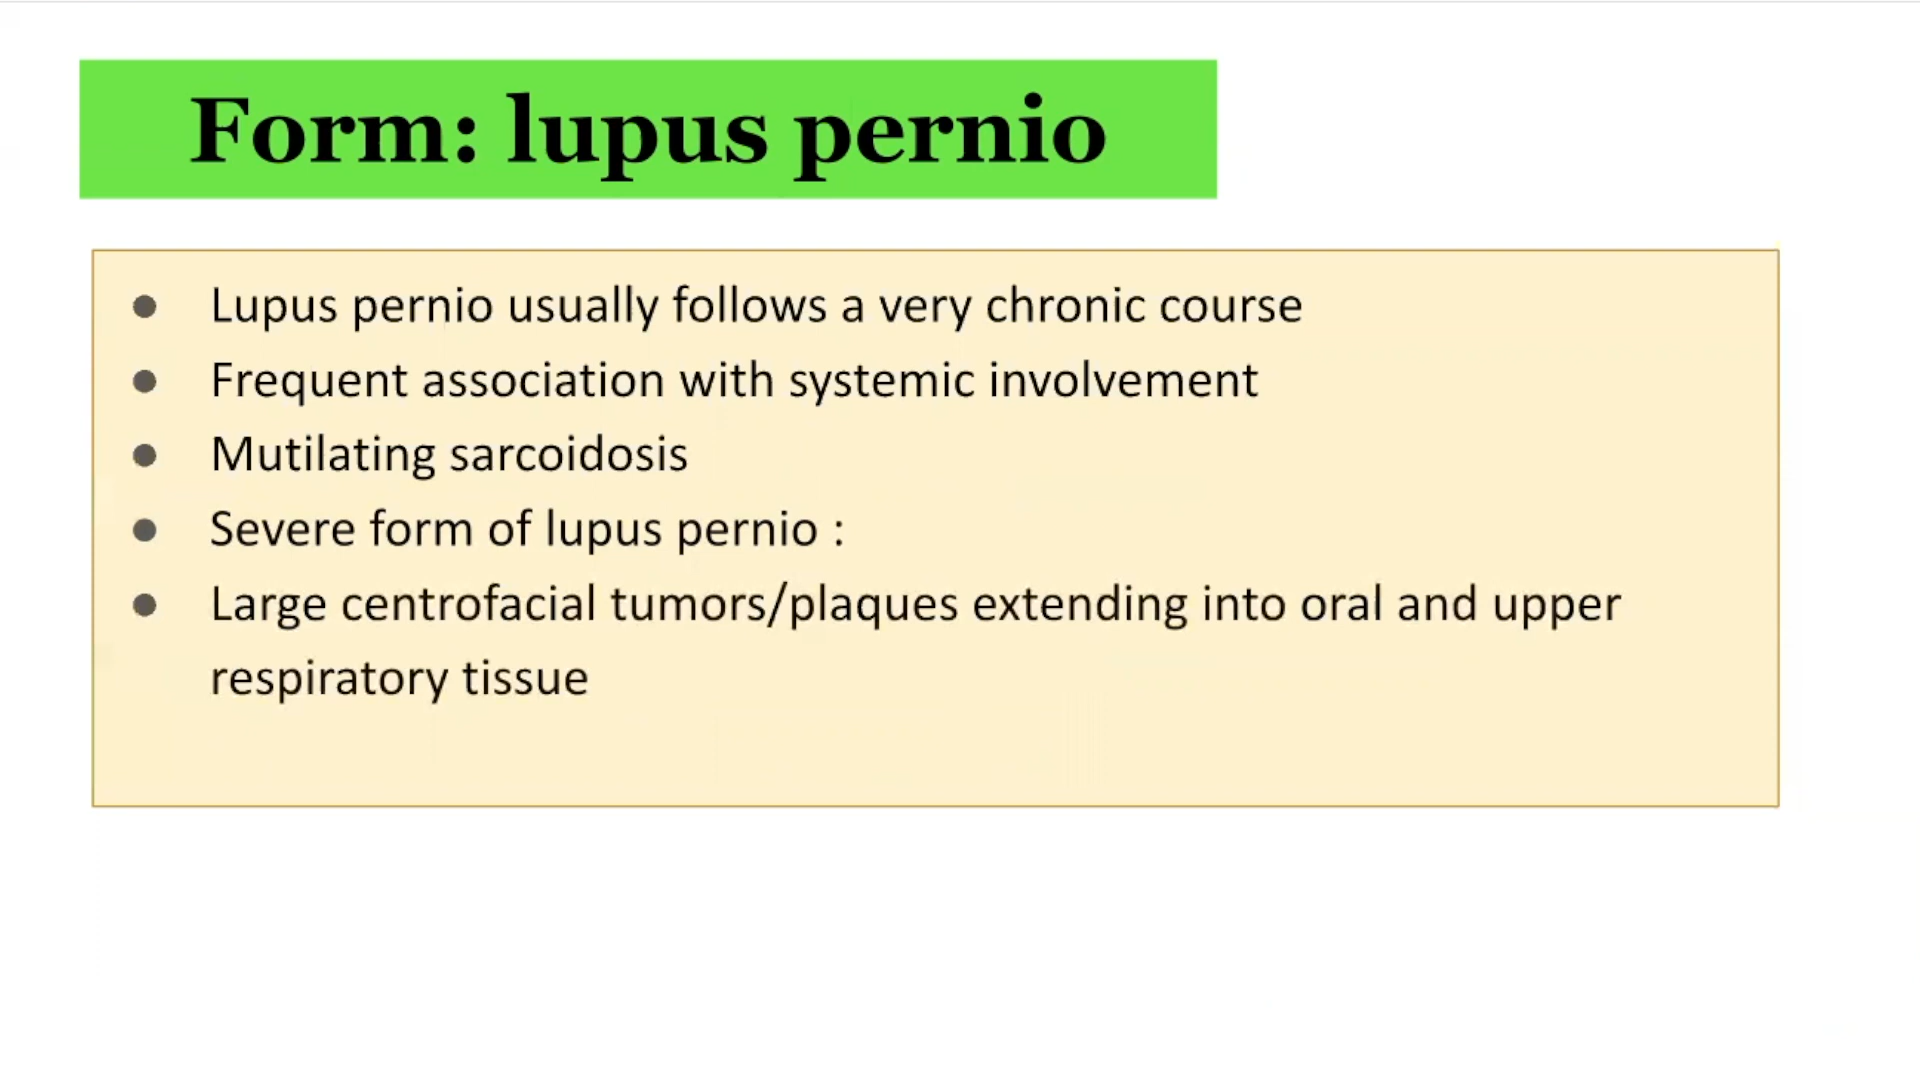 Form: lupus pernio
● Lupus pernio usually follows a very chronic course
● Frequent association with systemic involvement
● Mutilating sarcoidosis
● Severe form of lupus pernio :
● Large centrofacial tumors/plaques extending into oral and upper
respiratory tissue